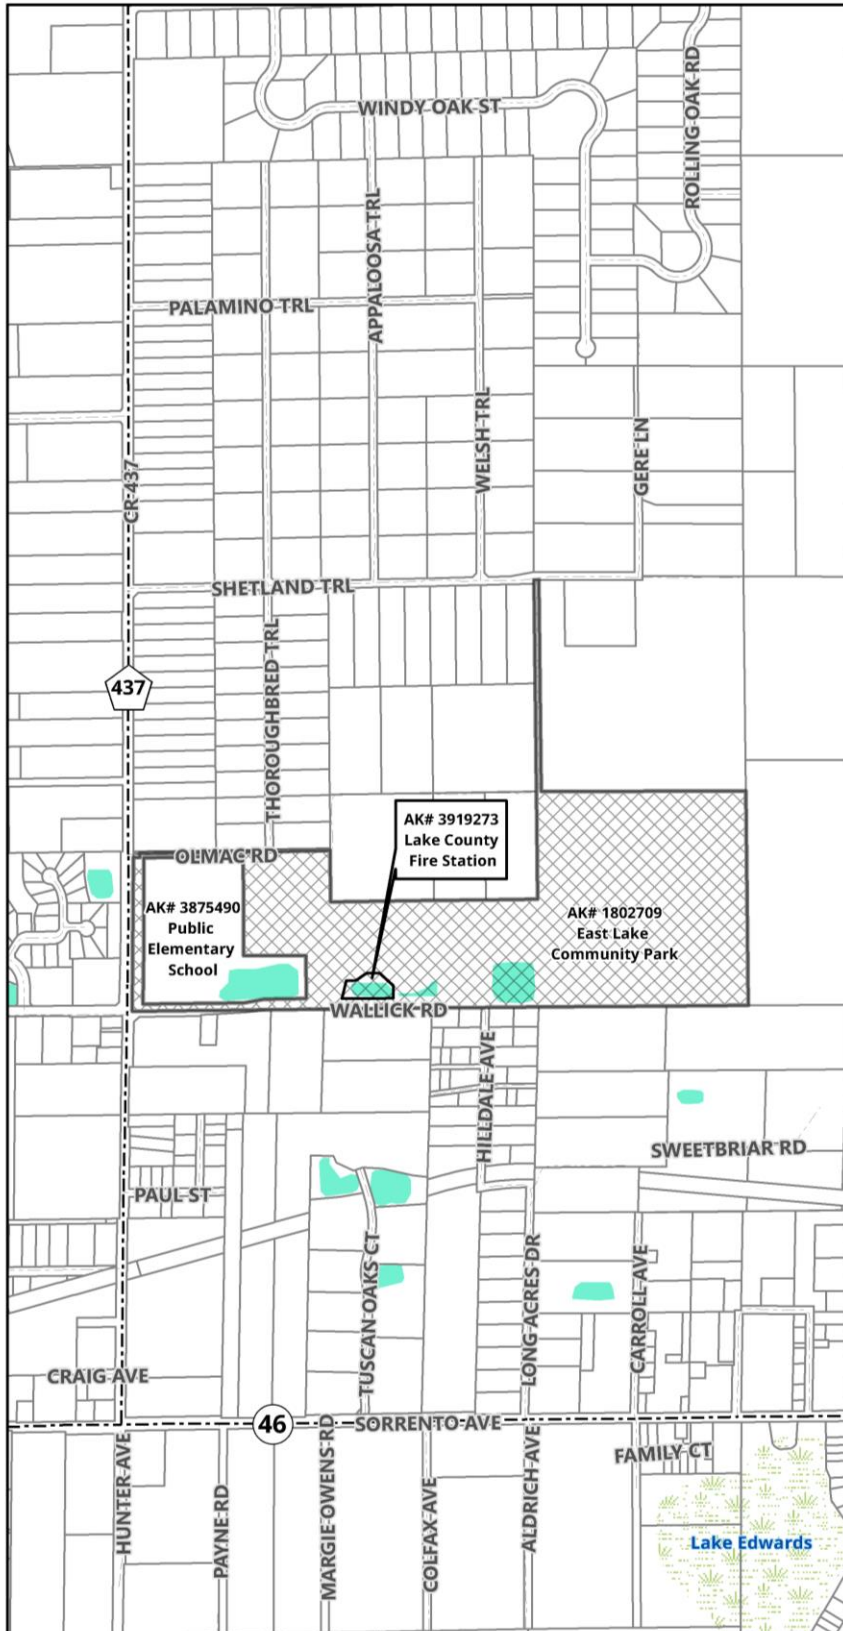 WINDY OAK ST
ROLLING OAK RD
APPALOOSA TRL
PALAMINO TRL
WELSH TRL
GERE LN
CR 437
SHETLAND TRL
THOROUGHBRED TRL
437
AK# 3919273
Lake County
Fire Station
OLMAC RD
AK# 3875490
Public
Elementary
School
AK# 1802709
East Lake
Community Park
WALLICK RD
HILLDALE AVE
SWEETBRIAR RD
PAUL ST
TUSCAN OAKS CT
LONG ACRES DR
CARROLL AVE
CRAIG AVE
46
SORRENTO AVE
FAMILY CT
HUNTER AVE
PAYNE RD
MARGIE OWENS RD
COLFAX AVE
ALDRICH AVE
Lake Edwards